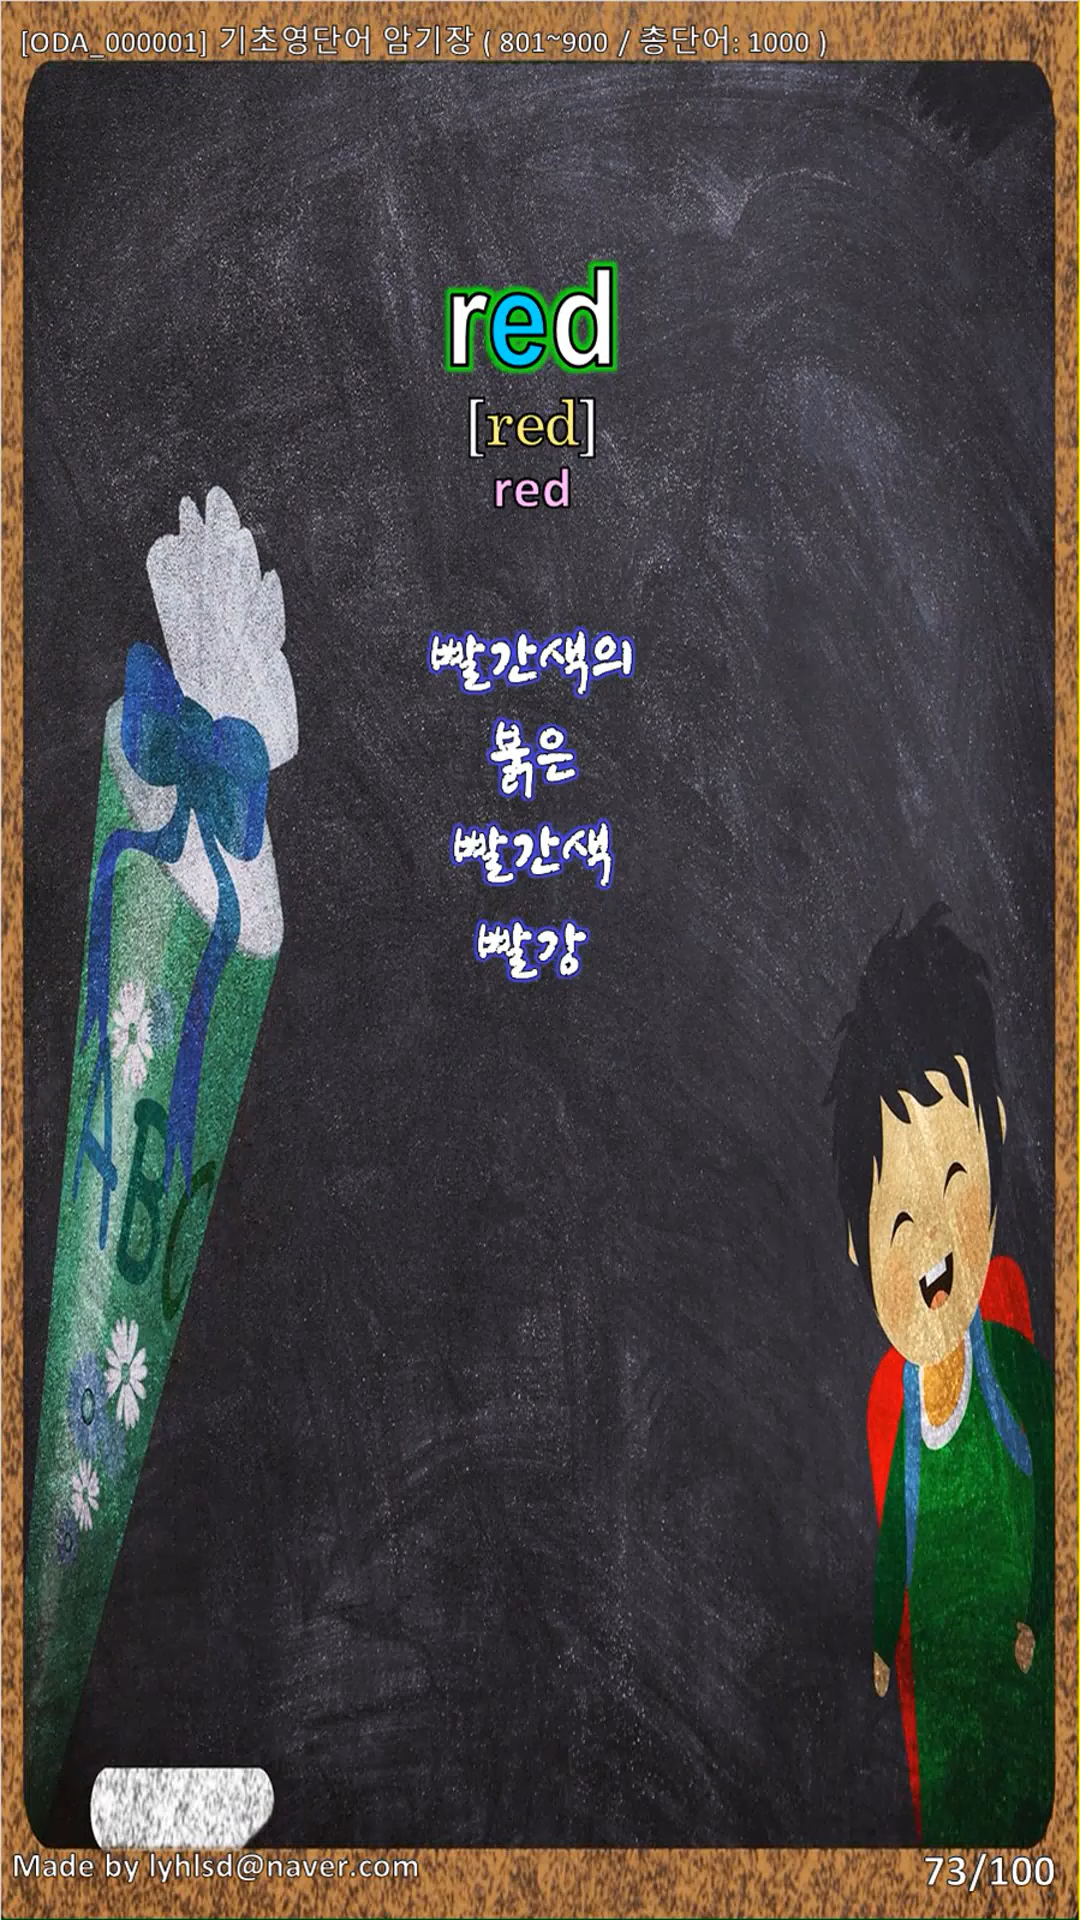 [ODA_000001] 기초영단어 암기장 ( 801~900 / 총단어: 1000 )
red
[red]
red
빨간색의
붉은
빨간색
빨강
ABC
Made by lyhlsd@naver.com
73/100